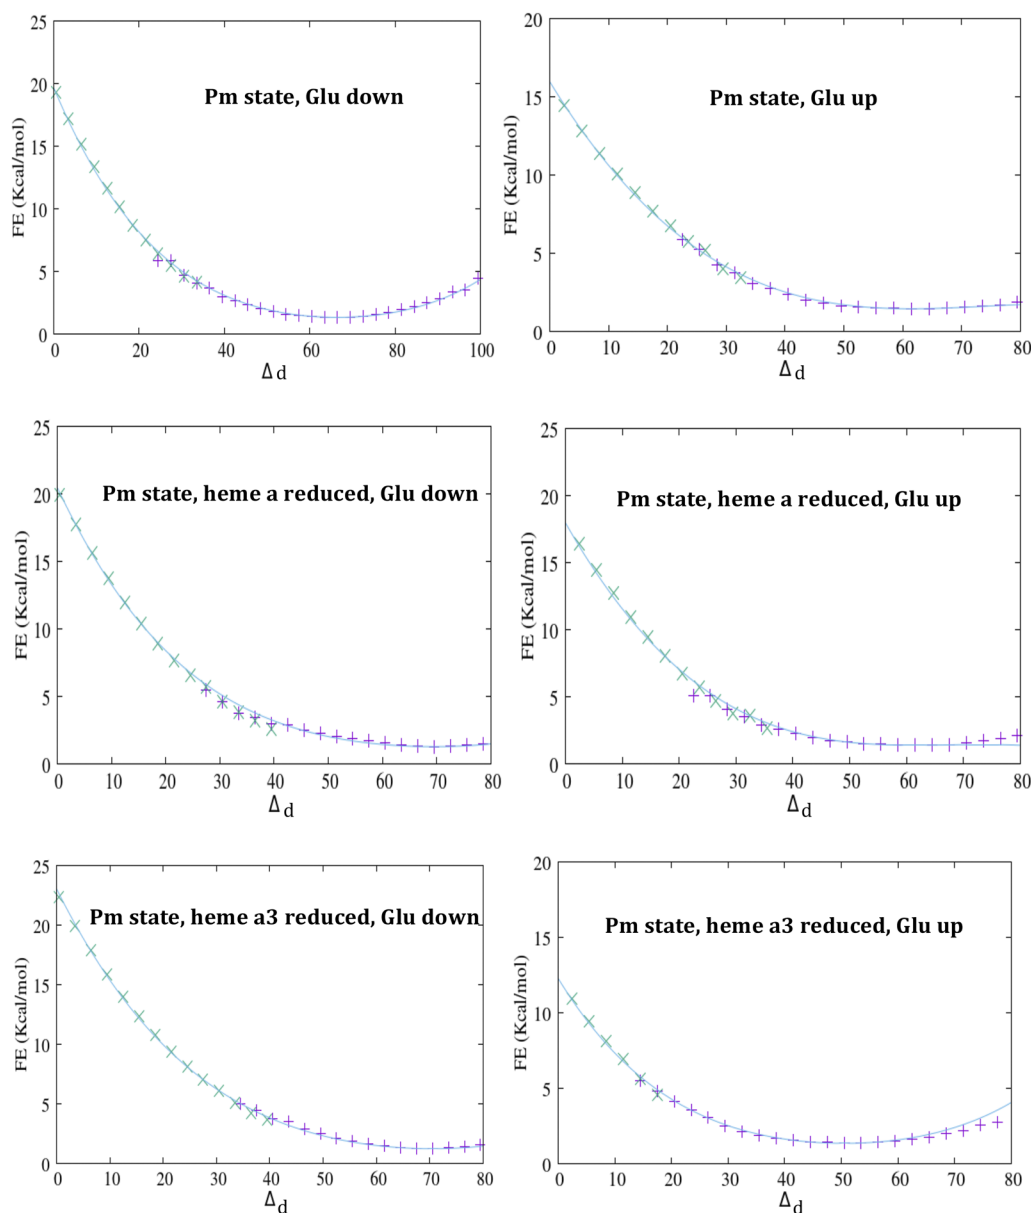 25
20
15
10
5
0
FE (Kcal/mol)
Pm state, Glu down
0 20 40 60 80 100
Δd
20
15
10
5
0
FE (Kcal/mol)
Pm state, Glu up
0 10 20 30 40 50 60 70 80
Δd
25
20
15
10
5
0
FE (Kcal/mol)
Pm state, heme a reduced, Glu down
0 10 20 30 40 50 60 70 80
Δd
25
20
15
10
5
0
FE (Kcal/mol)
Pm state, heme a reduced, Glu up
0 10 20 30 40 50 60 70 80
Δd
25
20
15
10
5
0
FE (Kcal/mol)
Pm state, heme a3 reduced, Glu down
0 10 20 30 40 50 60 70 80
Δd
20
15
10
5
0
FE (Kcal/mol)
Pm state, heme a3 reduced, Glu up
0 10 20 30 40 50 60 70 80
Δd